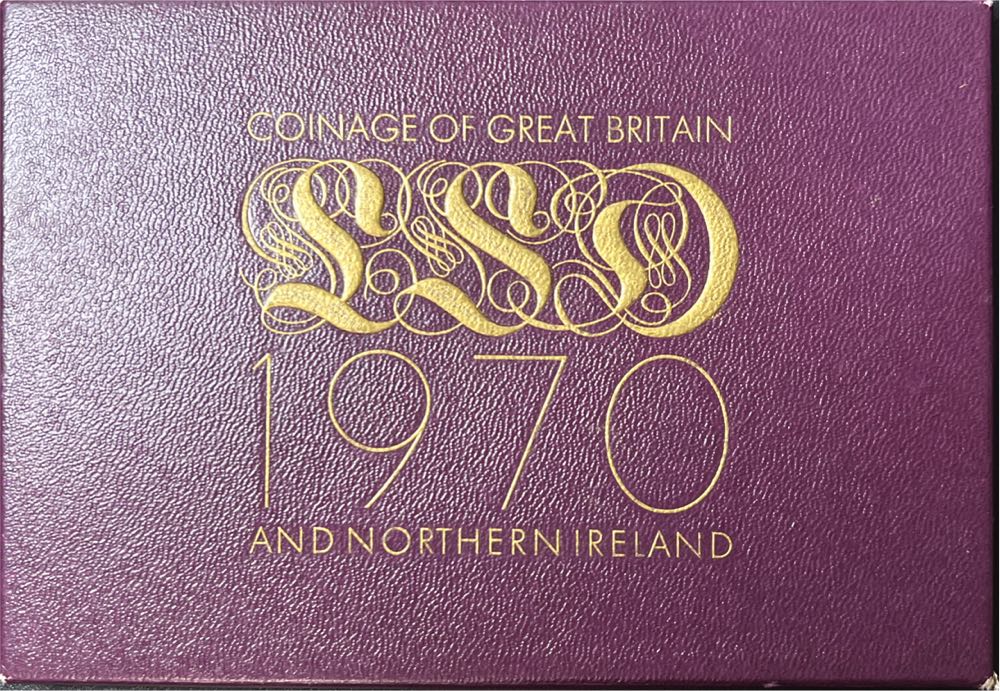 COINAGE OF GREAT BRITAIN
LSD
1970
AND NORTHERN IRELAND